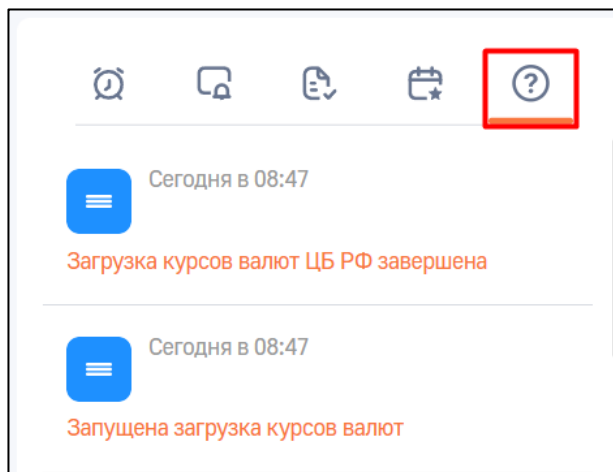 Сегодня в 08:47
Загрузка курсов валют ЦБ РФ завершена
Сегодня в 08:47
Запущена загрузка курсов валют